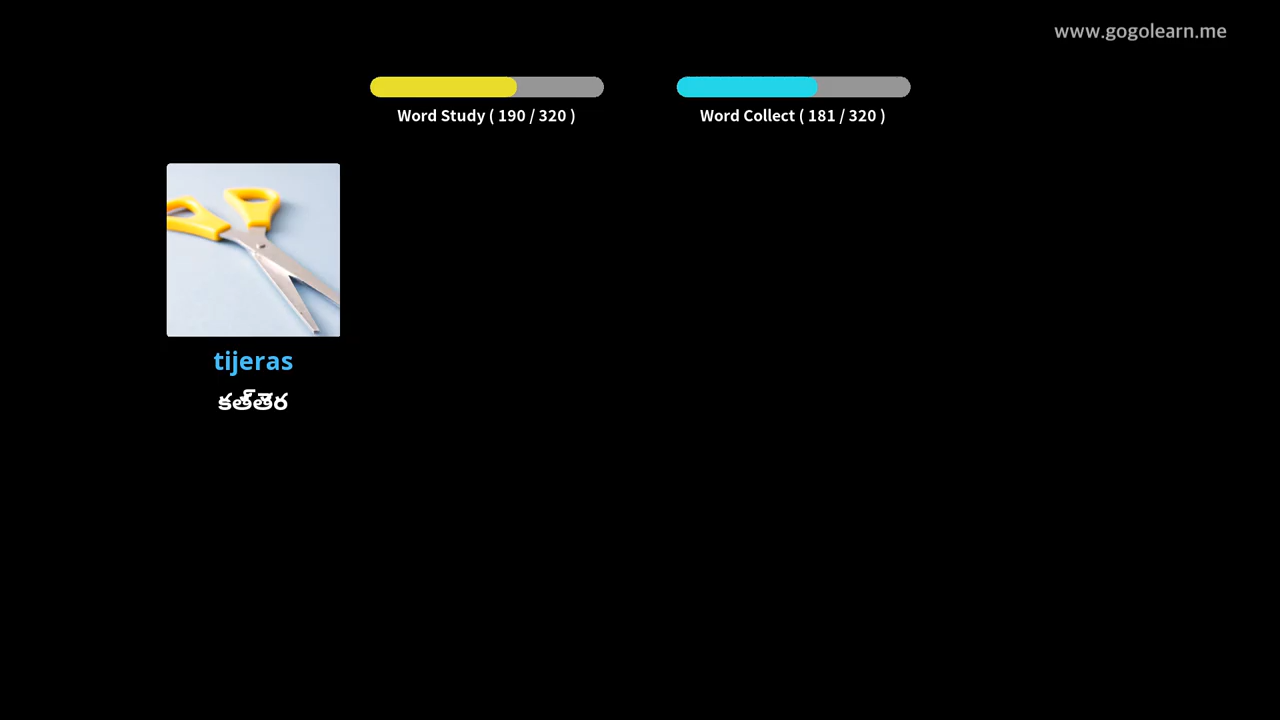 www.gogolearn.me
Word Study ( 190 / 320 )
Word Collect ( 181 / 320 )
tijeras
కత్తెర